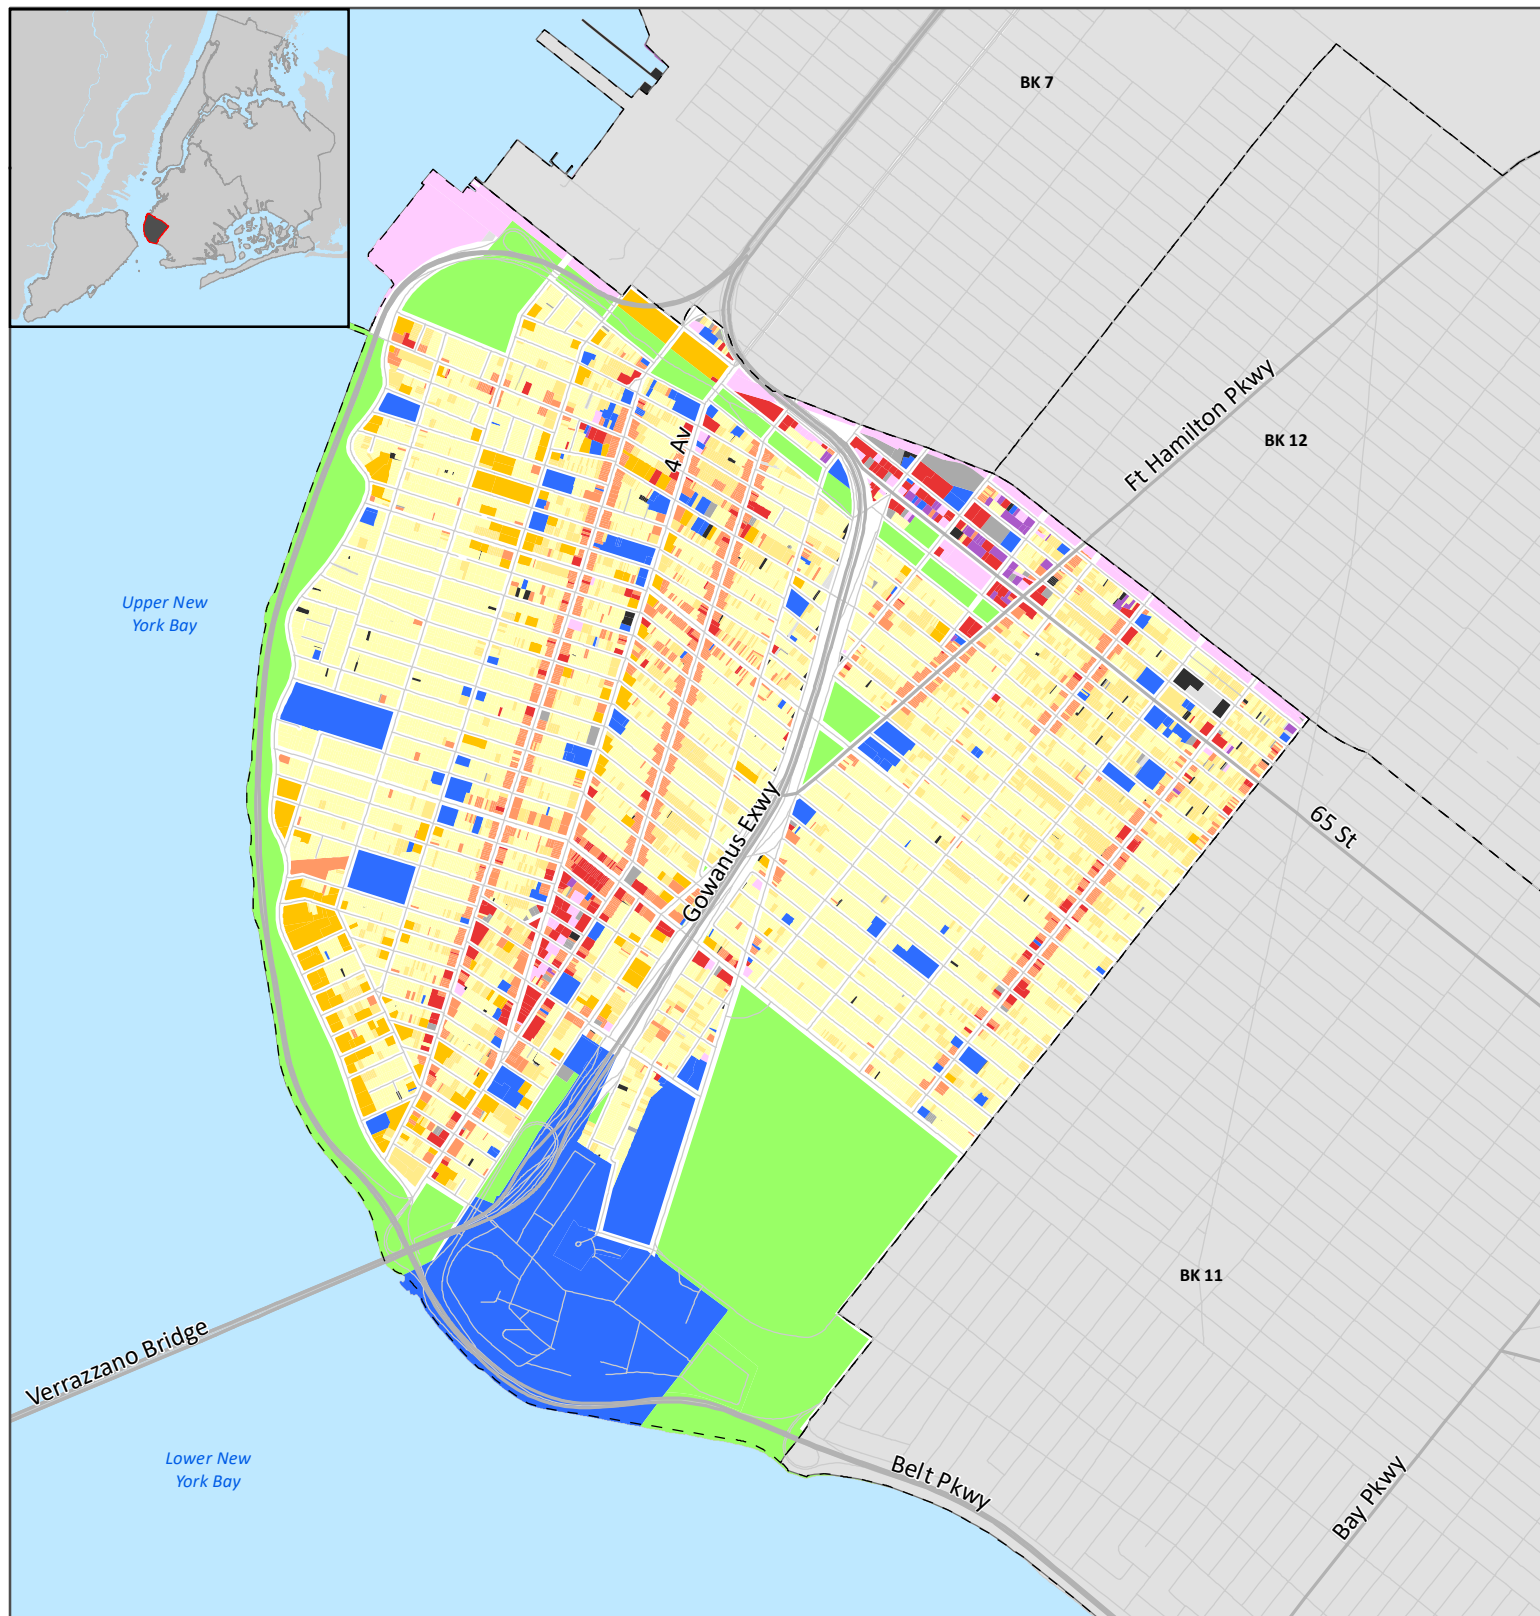 BK 7
Ft Hamilton Pkwy
BK 12
4 Av
Upper New
York Bay
Gowanus Exwy
65 St
BK 11
Verrazzano Bridge
Lower New
York Bay
Belt Pkwy
Bay Pkwy